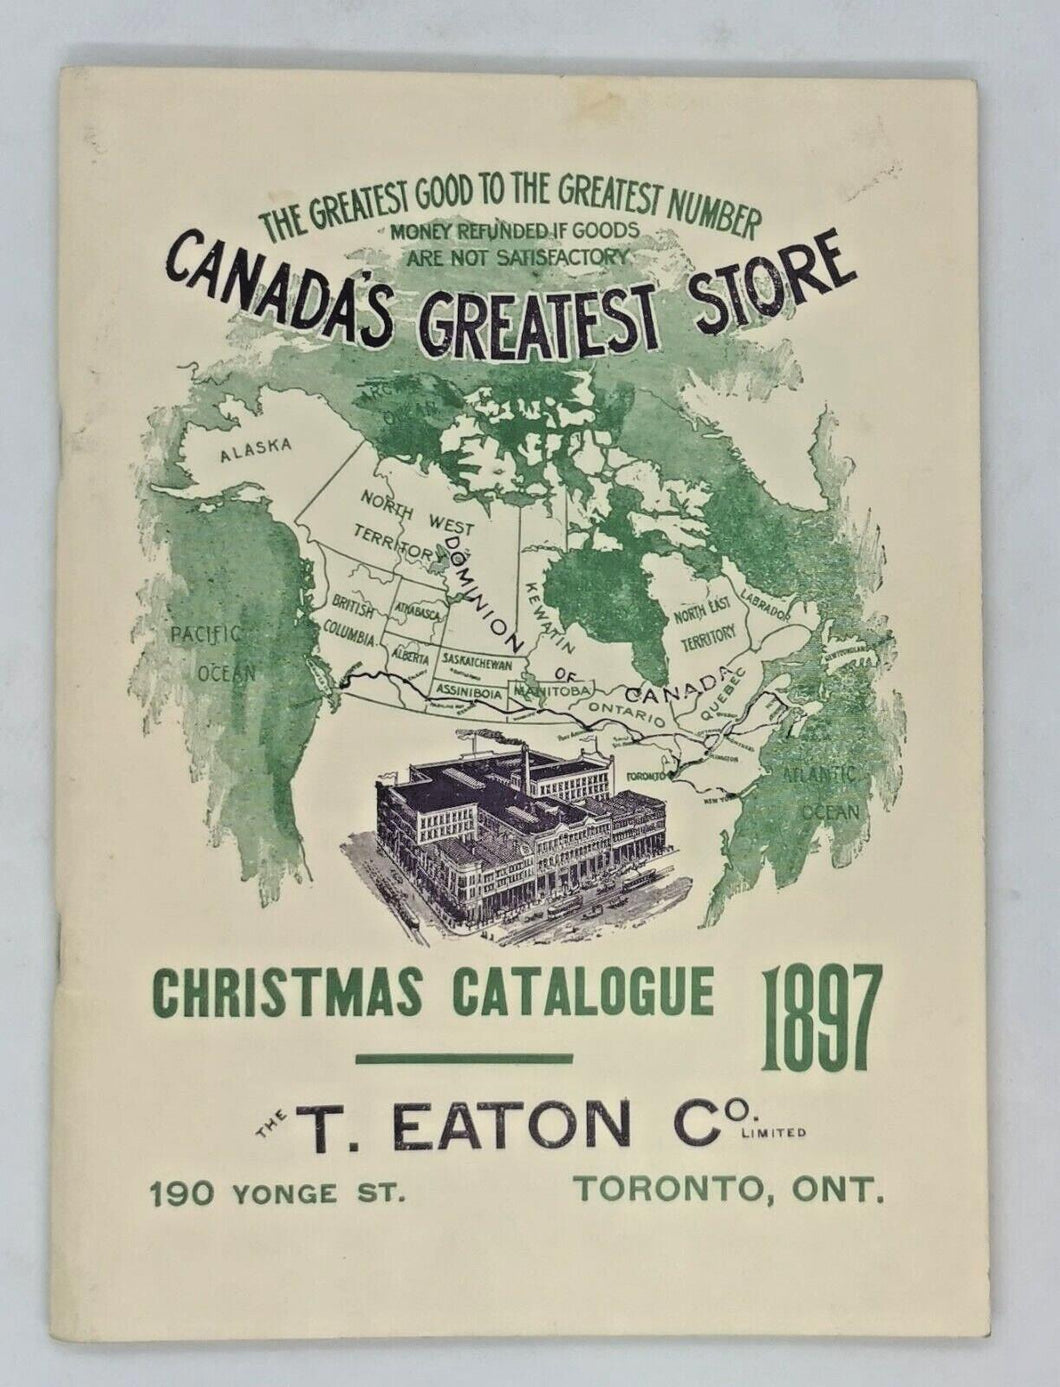 THE GREATEST GOOD TO THE GREATEST NUMBER
MONEY REFUNDED IF GOODS
ARE NOT SATISFACTORY
CANADA'S GREATEST STORE
ARCTIC
OCEAN
ALASKA
NORTH WEST
TERRITORY
DOMINION
OF
CANADA
KEWATIN
BRITISH
COLUMBIA
ATHABASCA
ALBERTA
SASKATCHEWAN
ASSINIBOIA
MANITOBA
ONTARIO
QUEBEC
NORTH EAST
TERRITORY
LABRADOR
NEWFOUNDLAND
PACIFIC
OCEAN
TORONTO
NEW YORK
ATLANTIC
OCEAN
CHRISTMAS CATALOGUE 1897
THE T. EATON CO. LIMITED
190 YONGE ST. TORONTO, ONT.